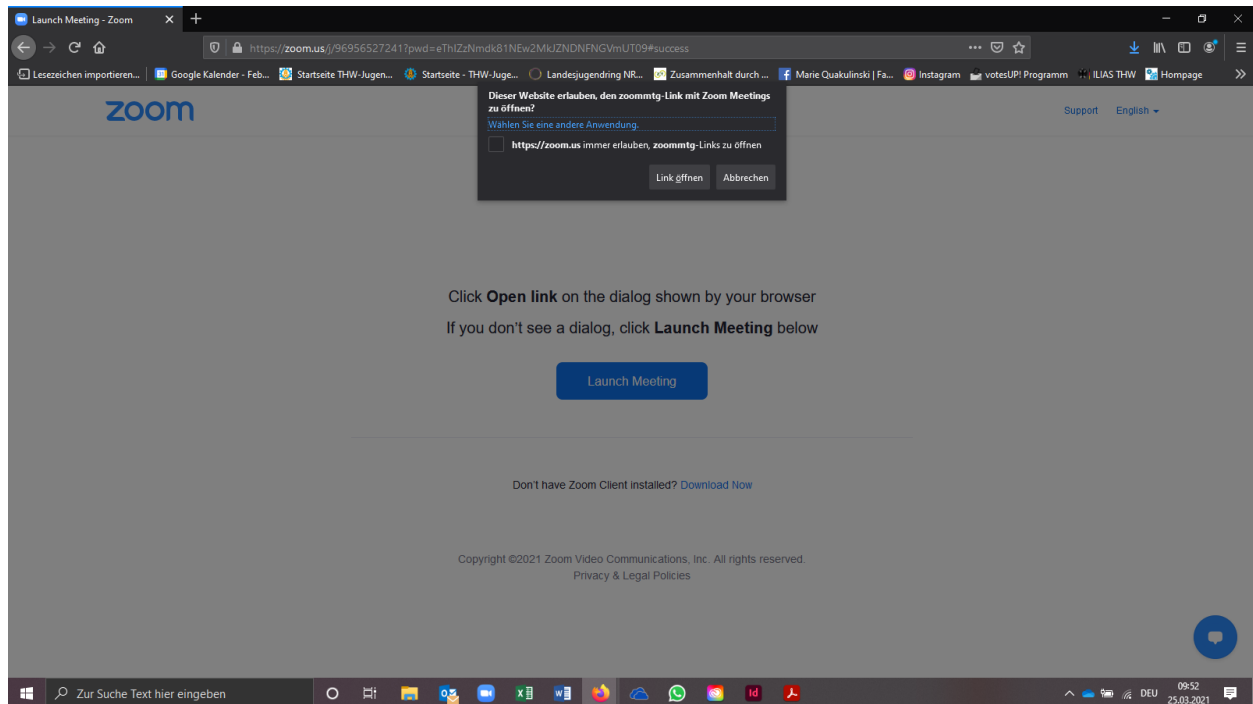 Launch Meeting - Zoom
https://zoom.us/j/96956527241?pwd=eThIZzNmdk81NEw2MkJZNDNFNGVmUT09#success
Lesezeichen importieren... Google Kalender - Feb... Startseite THW-Jugen... Startseite - THW-Juge... Landesjugendring NR... Zusammenhalt durch ... Marie Quakulinski | Fa... Instagram votesUP! Programm ILIAS THW Hompage
zoom
Support English
Dieser Website erlauben, den zoommtg-Link mit Zoom Meetings
zu öffnen?
Wählen Sie eine andere Anwendung.
https://zoom.us immer erlauben, zoommtg-Links zu öffnen
Link öffnen Abbrechen
Click Open link on the dialog shown by your browser
If you don't see a dialog, click Launch Meeting below
Launch Meeting
Don't have Zoom Client installed? Download Now
Copyright ©2021 Zoom Video Communications, Inc. All rights reserved.
Privacy & Legal Policies
Zur Suche Text hier eingeben
DEU
09:52
25.03.2021